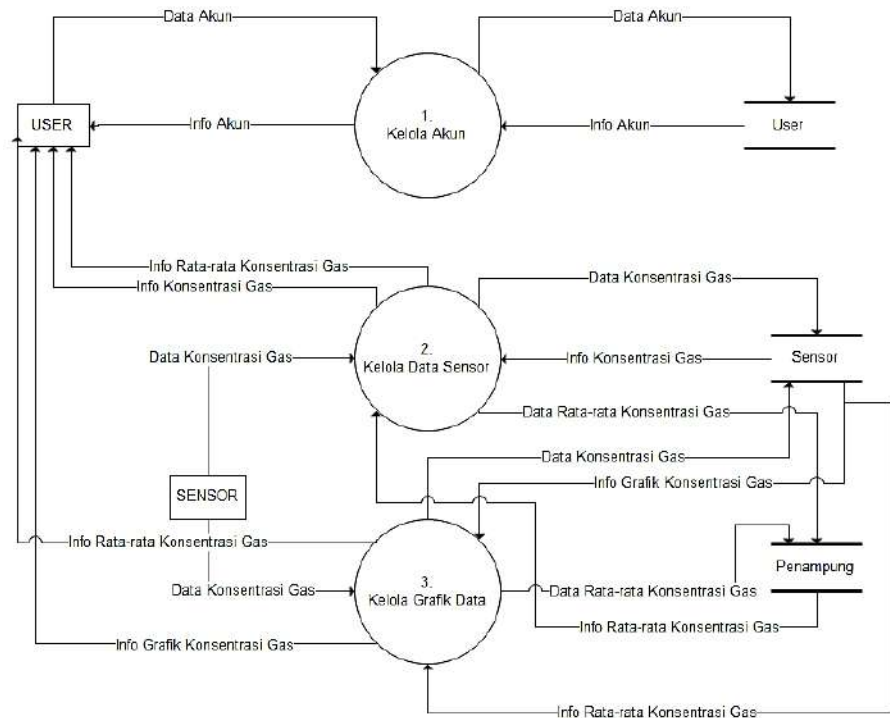 Data Akun
Data Akun
USER
Info Akun
1.
Kelola Akun
Info Akun
User
Info Rata-rata Konsentrasi Gas
Info Konsentrasi Gas
Data Konsentrasi Gas
Data Konsentrasi Gas
2.
Kelola Data Sensor
Info Konsentrasi Gas
Sensor
Data Rata-rata Konsentrasi Gas
Data Konsentrasi Gas
Info Grafik Konsentrasi Gas
SENSOR
Info Rata-rata Konsentrasi Gas
Data Konsentrasi Gas
3.
Kelola Grafik Data
Data Rata-rata Konsentrasi Gas
Penampung
Info Rata-rata Konsentrasi Gas
Info Grafik Konsentrasi Gas
Info Rata-rata Konsentrasi Gas